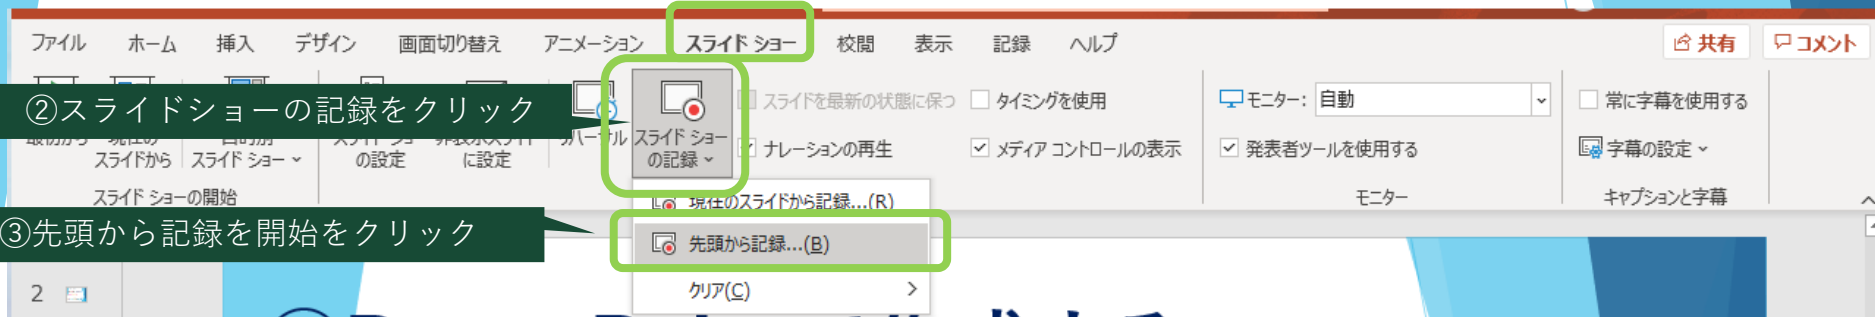 ファイル ホーム 挿入 デザイン 画面切り替え アニメーション スライド ショー 校閲 表示 記録 ヘルプ 共有 コメント
②スライドショーの記録をクリック
スライドを最新の状態に保つ タイミングを使用 モニター: 自動 常に字幕を使用する
スライドから スライド ショー の設定 に設定 スライド ショー の記録 ナレーションの再生 メディア コントロールの表示 発表者ツールを使用する 字幕の設定
スライド ショーの開始 モニター キャプションと字幕
現在のスライドから記録...(R)
③先頭から記録を開始をクリック
先頭から記録...(B)
2
クリア(C)